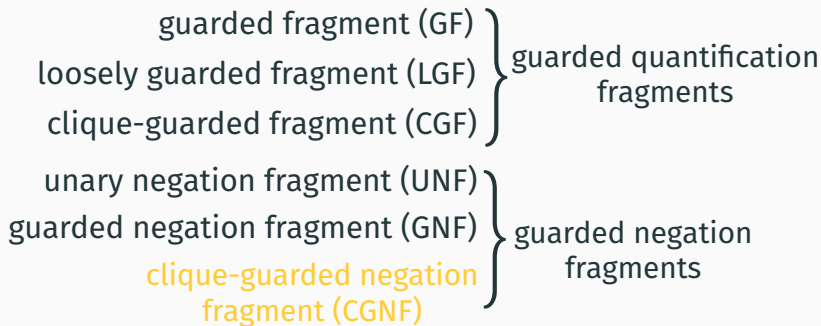 guarded fragment (GF)
loosely guarded fragment (LGF)
clique-guarded fragment (CGF)
guarded quantification
fragments
unary negation fragment (UNF)
guarded negation fragment (GNF)
clique-guarded negation
fragment (CGNF)
guarded negation
fragments